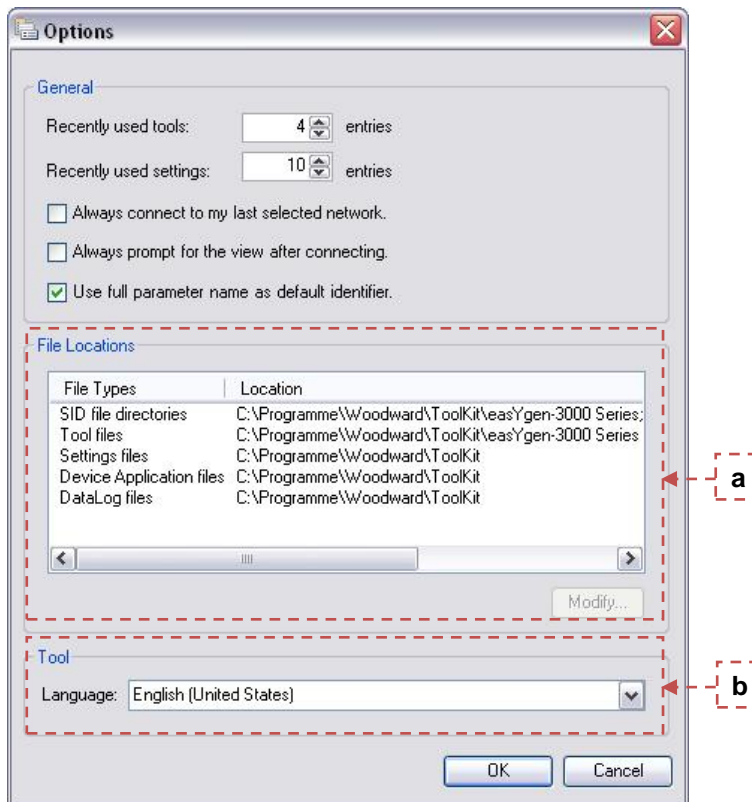 Options
General
Recently used tools: 4 entries
Recently used settings: 10 entries
Always connect to my last selected network.
Always prompt for the view after connecting.
Use full parameter name as default identifier.
File Locations
File Types Location
SID file directories C:\Programme\Woodward\ToolKit\easYgen-3000 Series;
Tool files C:\Programme\Woodward\ToolKit\easYgen-3000 Series
Settings files C:\Programme\Woodward\ToolKit
Device Application files C:\Programme\Woodward\ToolKit
DataLog files C:\Programme\Woodward\ToolKit
a
Modify...
Tool
Language: English (United States)
b
OK Cancel